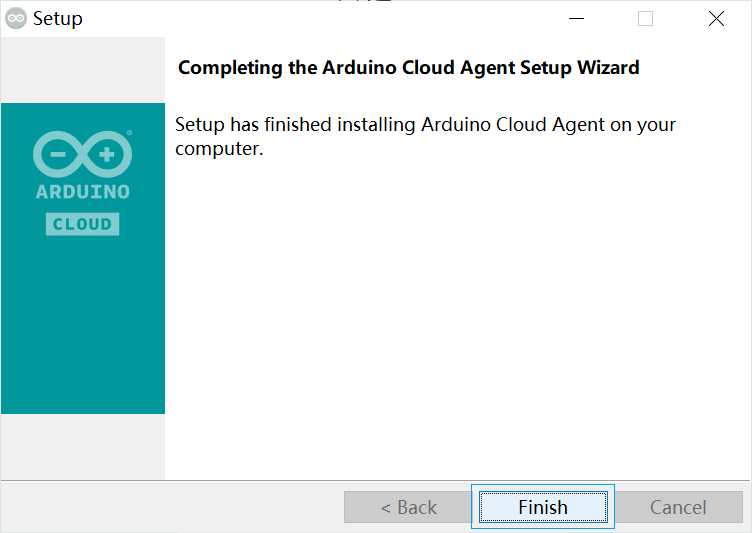 Setup
Completing the Arduino Cloud Agent Setup Wizard
Setup has finished installing Arduino Cloud Agent on your
computer.
ARDUINO
CLOUD
< Back
Finish
Cancel